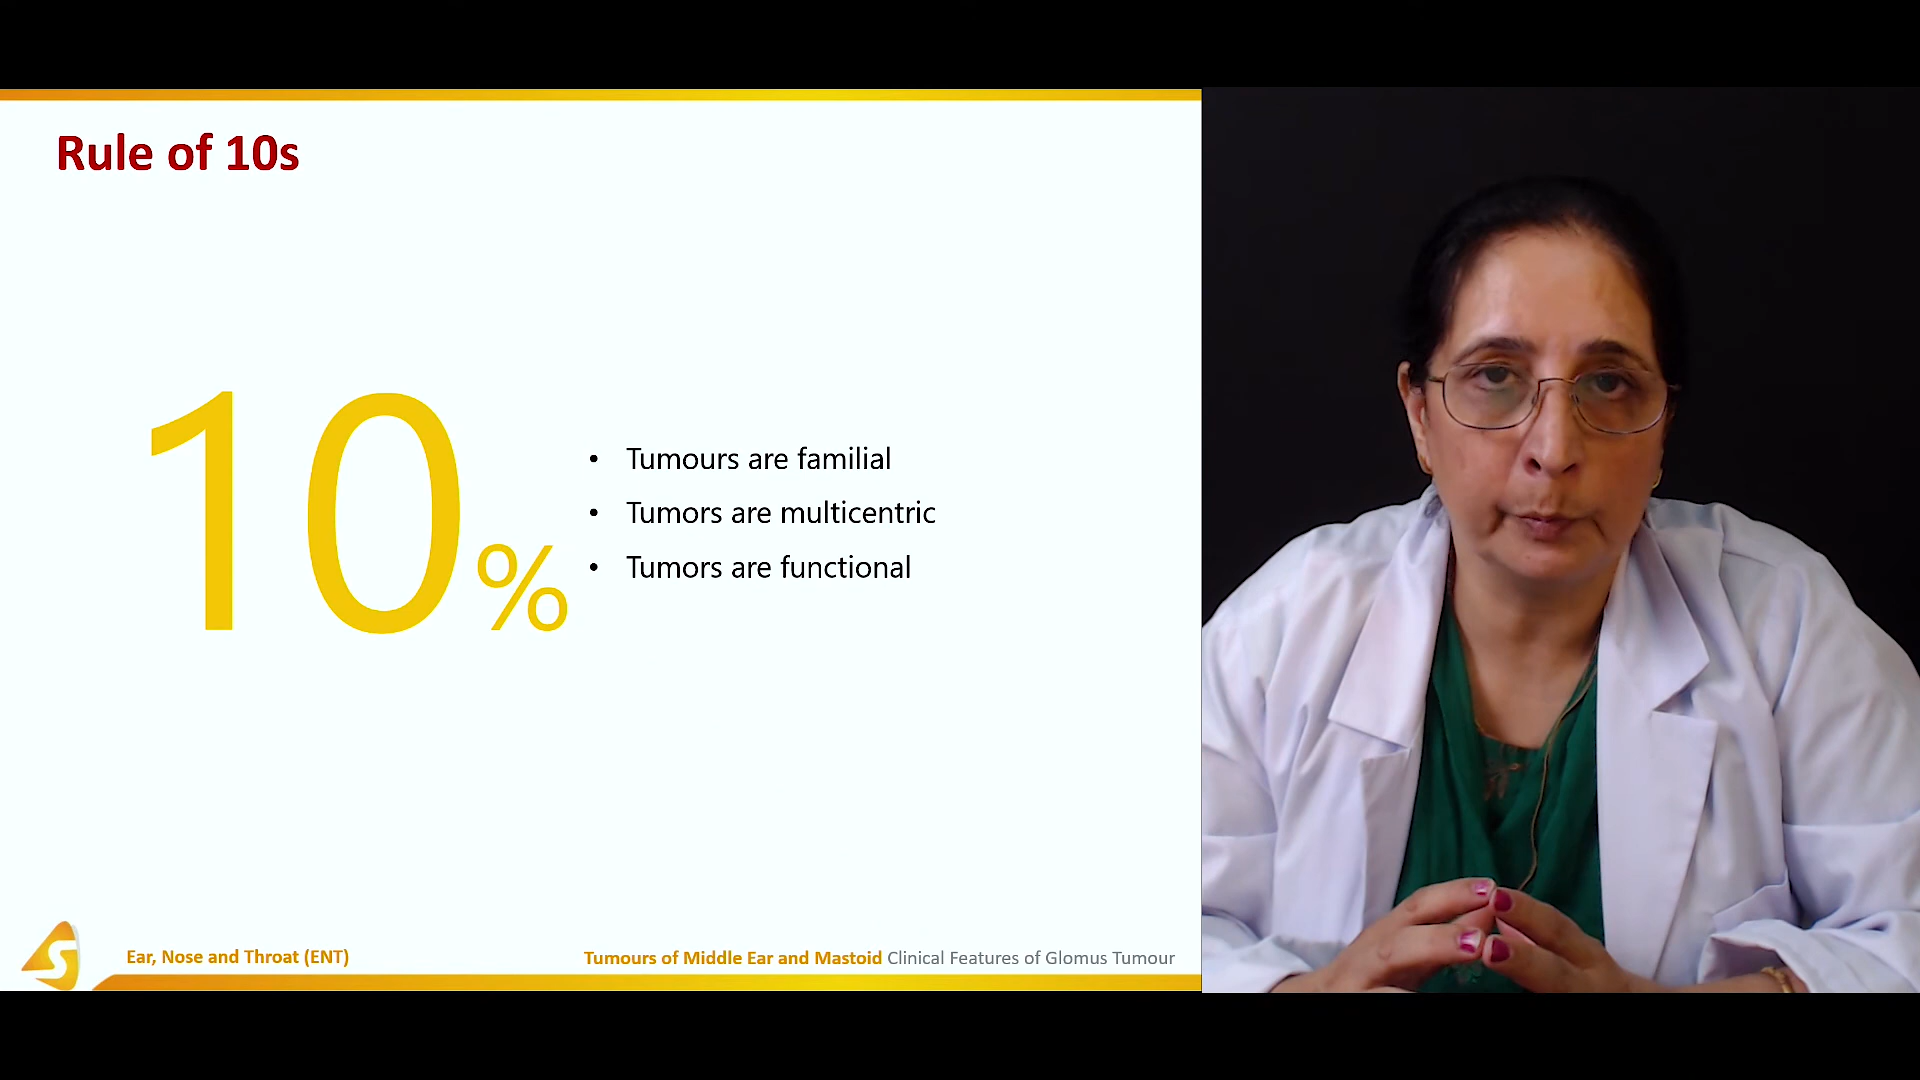 Rule of 10s
10%
• Tumours are familial
• Tumors are multicentric
• Tumors are functional
S
Ear, Nose and Throat (ENT)
Tumours of Middle Ear and Mastoid Clinical Features of Glomus Tumour